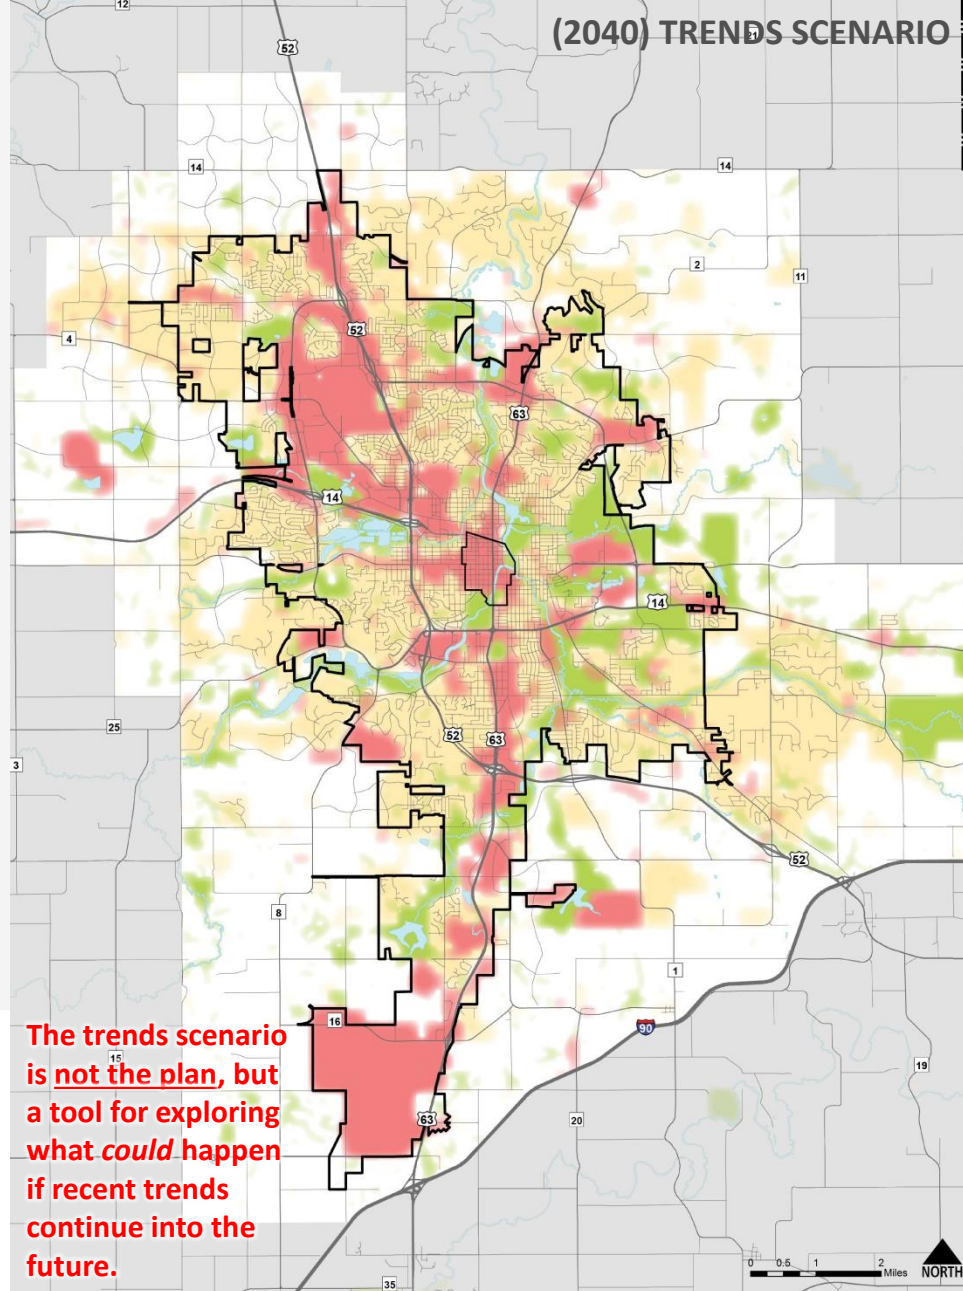 12
(2040) TRENDS SCENARIO
21
52
14
14
2
11
52
4
63
14
14
25
52
63
3
52
8
1
16
90
The trends scenario
is not the plan, but
a tool for exploring
what could happen
if recent trends
continue into the
future.
15
19
63
20
0 0.5 1 2
Miles
NORTH
35